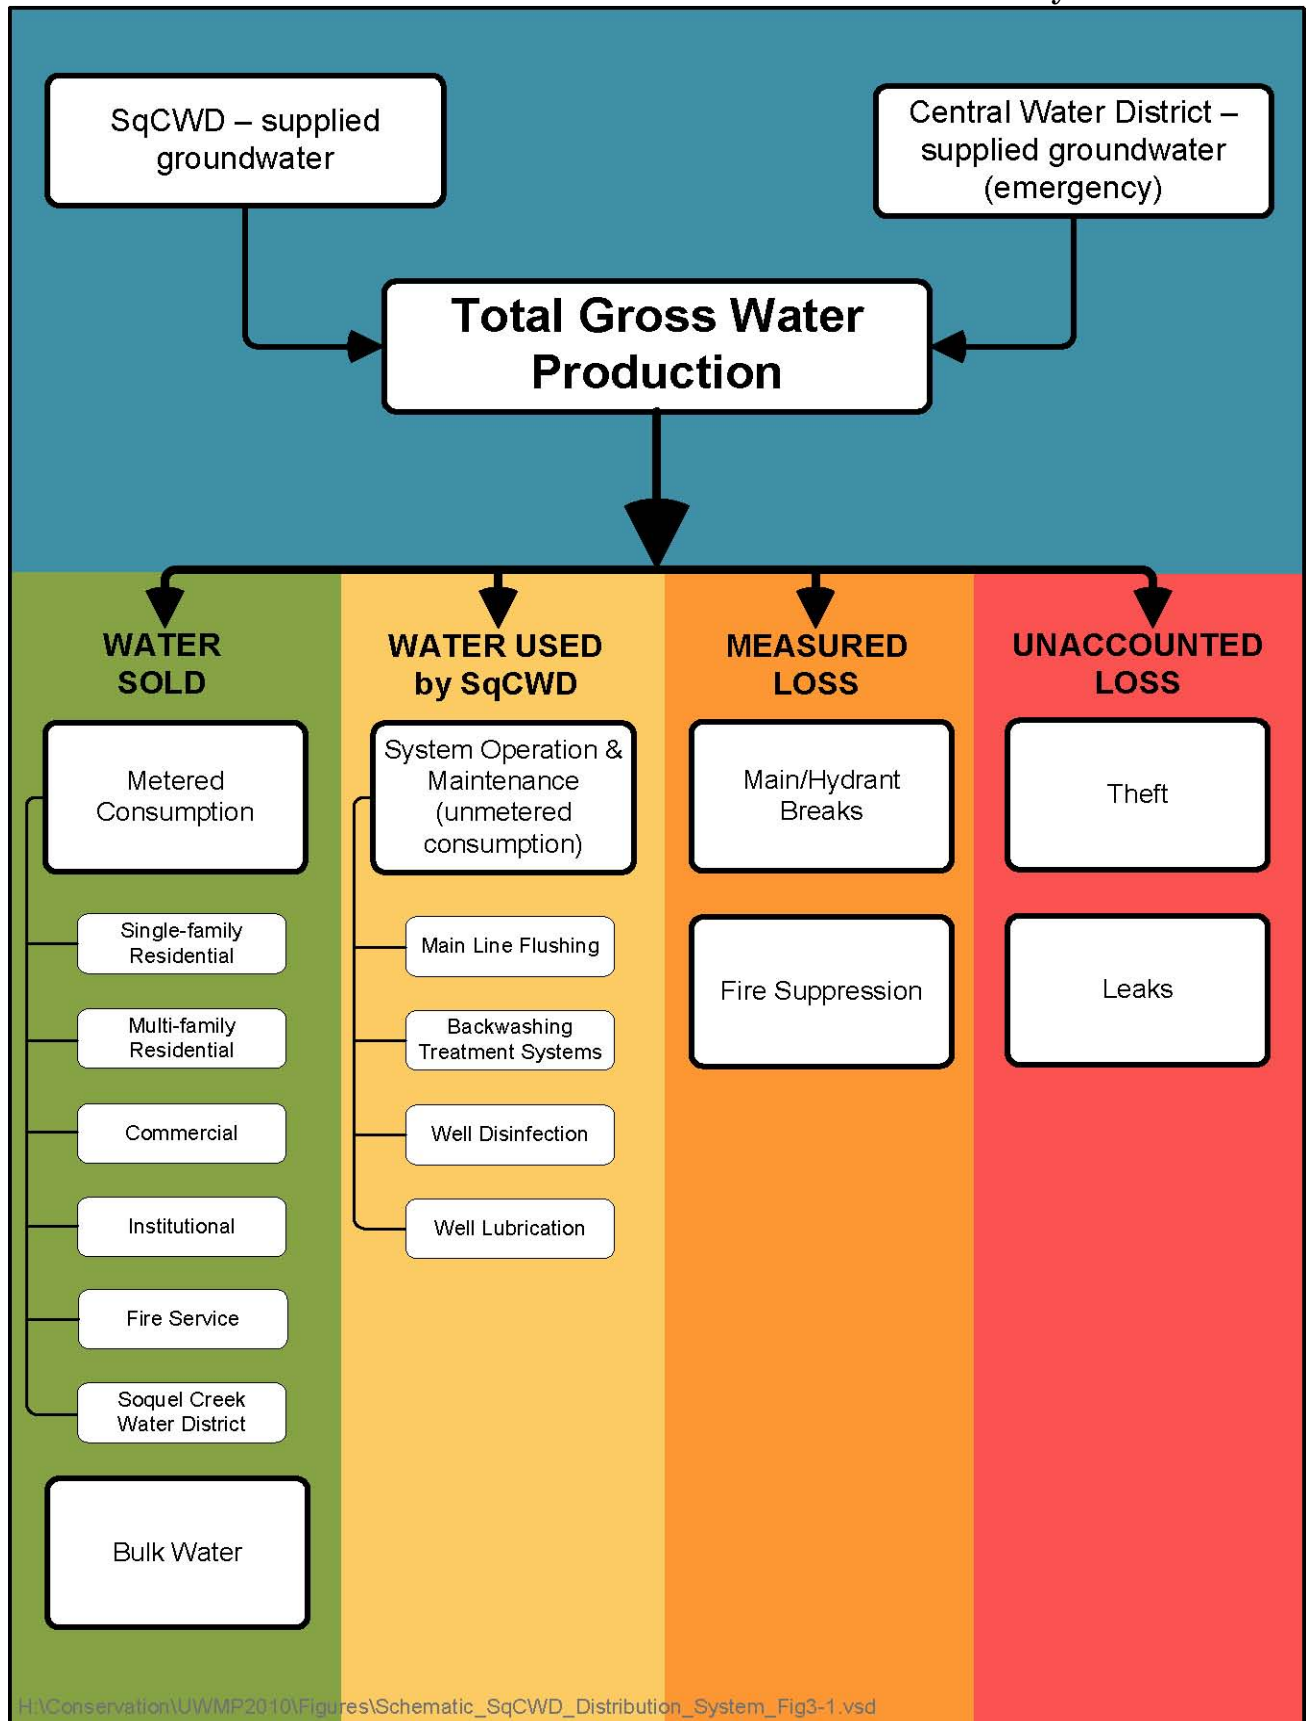 SqCWD – supplied
groundwater
Central Water District –
supplied groundwater
(emergency)
Total Gross Water
Production
WATER
SOLD
Metered
Consumption
Single-family
Residential
Multi-family
Residential
Commercial
Institutional
Fire Service
Soquel Creek
Water District
Bulk Water
WATER USED
by SqCWD
System Operation &
Maintenance
(unmetered
consumption)
Main Line Flushing
Backwashing
Treatment Systems
Well Disinfection
Well Lubrication
MEASURED
LOSS
Main/Hydrant
Breaks
Fire Suppression
UNACCOUNTED
LOSS
Theft
Leaks
H:\Conservation\UWMP2010\Figures\Schematic_SqCWD_Distribution_System_Fig3-1.vsd